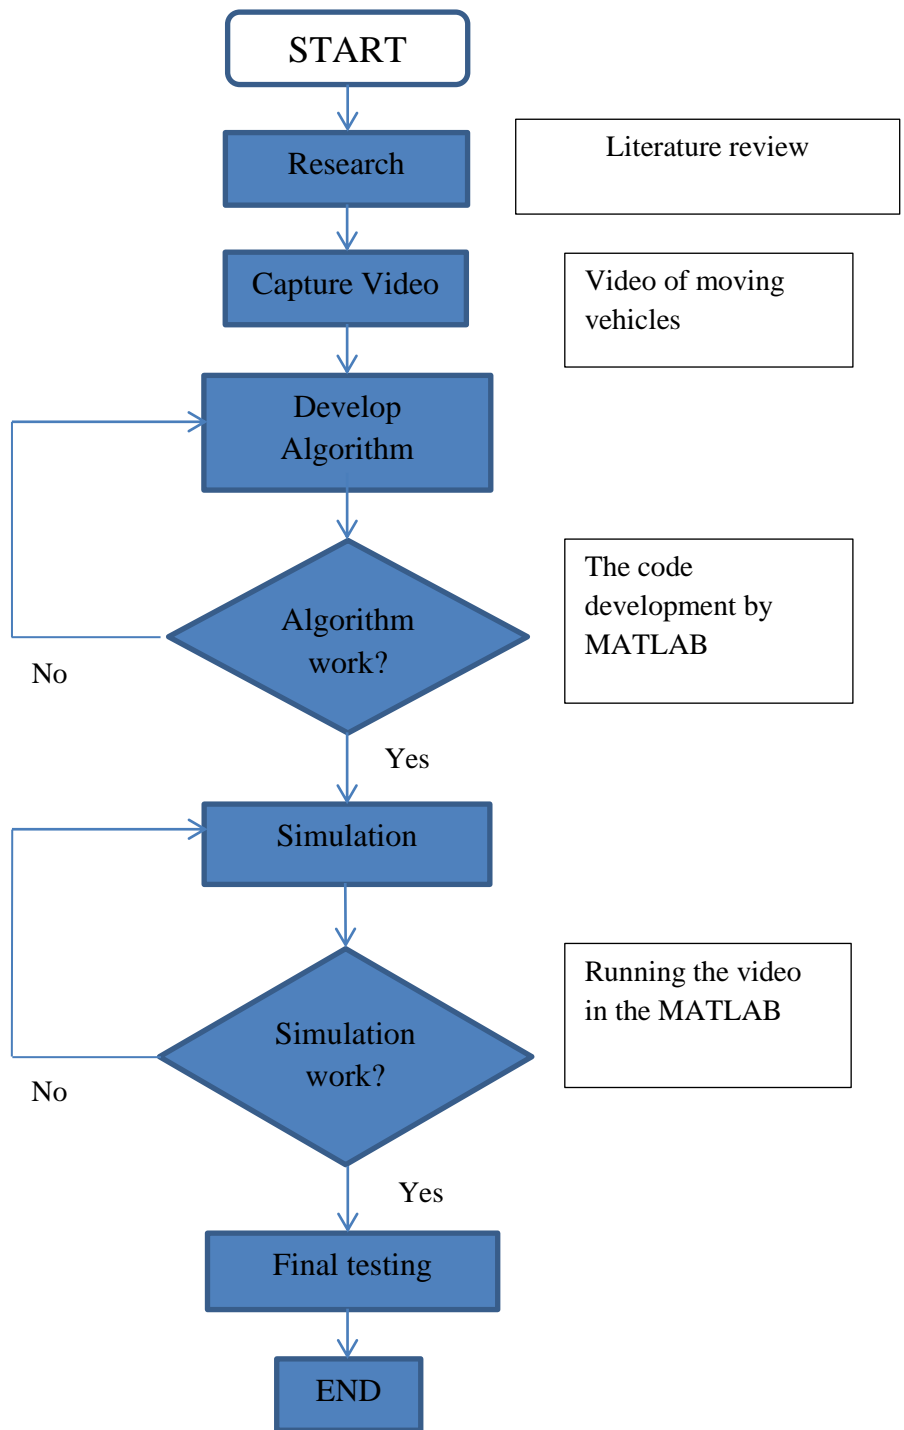 START
Research
Literature review
Capture Video
Video of moving
vehicles
Develop
Algorithm
Algorithm
work?
The code
development by
MATLAB
No
Yes
Simulation
Simulation
work?
Running the video
in the MATLAB
No
Yes
Final testing
END